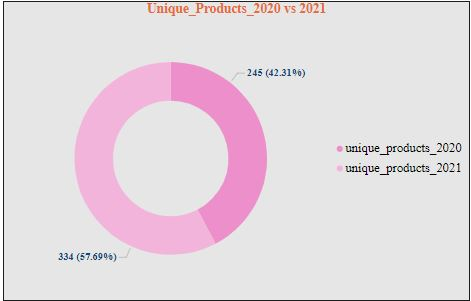 Unique_Products_2020 vs 2021
245 (42.31%)
unique_products_2020
unique_products_2021
334 (57.69%)